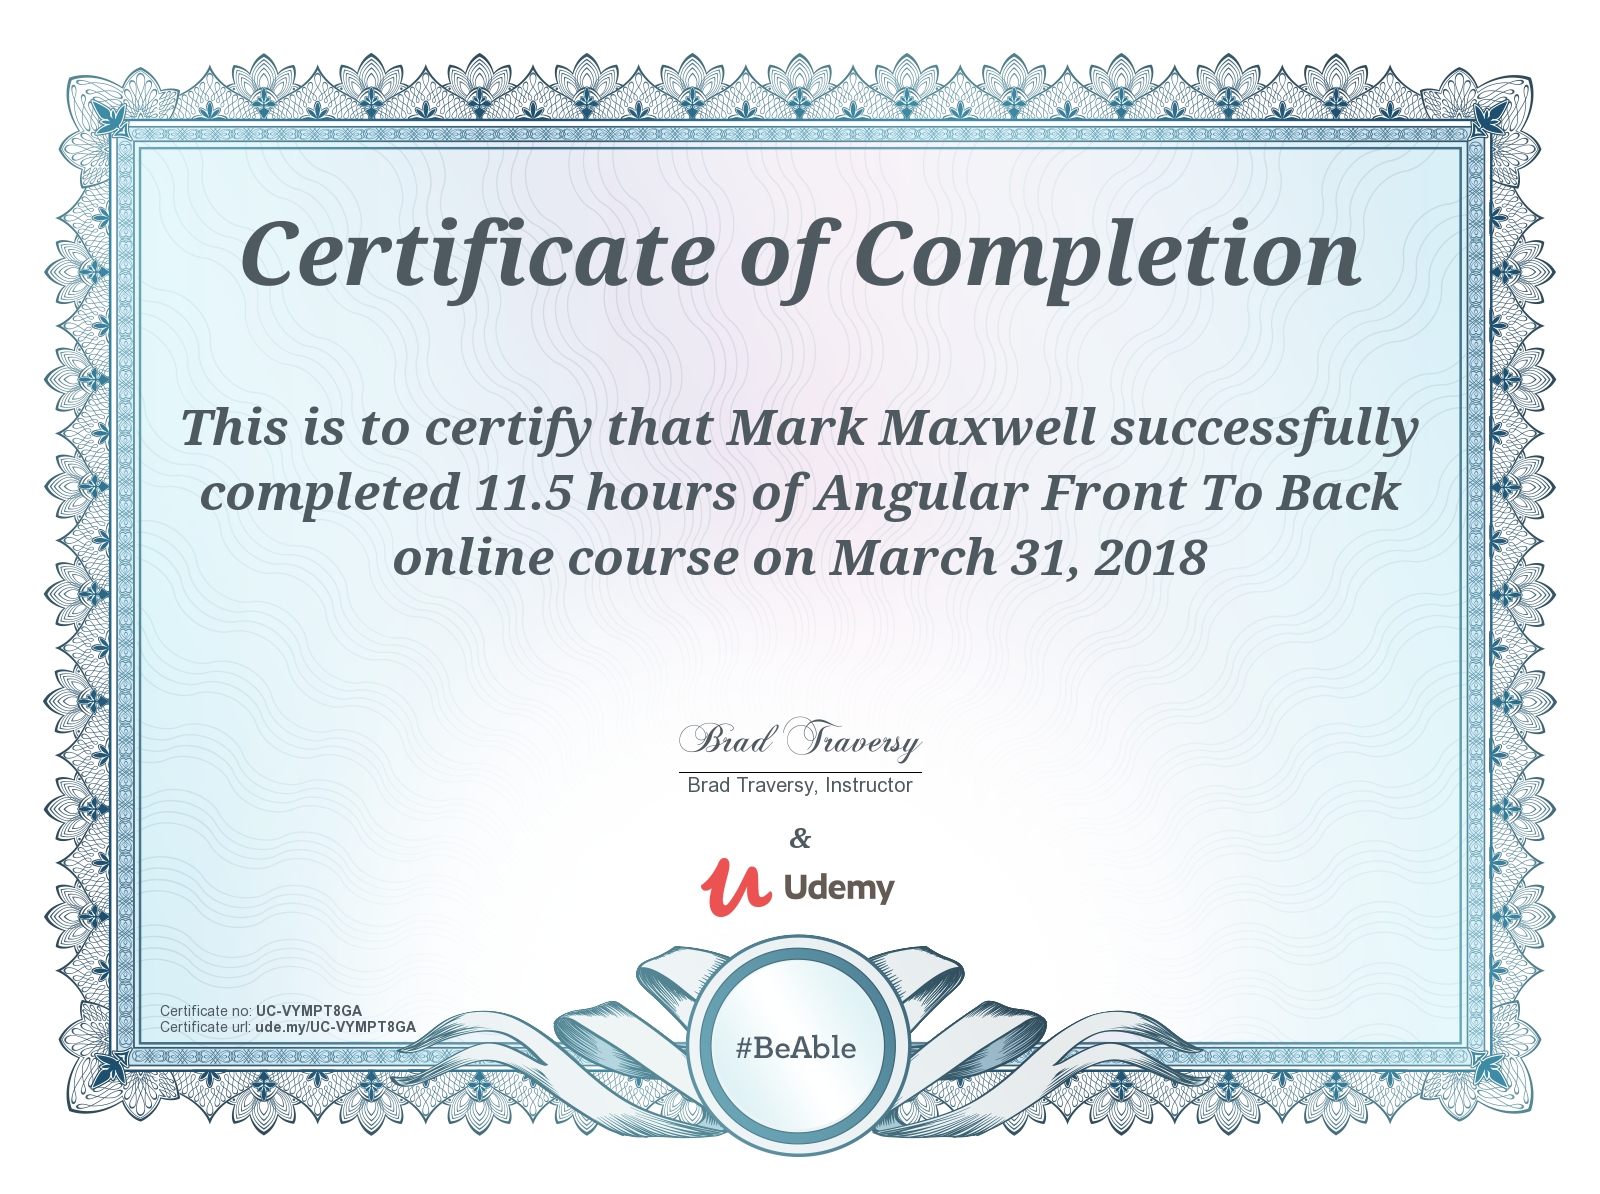 Certificate of Completion
This is to certify that Mark Maxwell successfully
completed 11.5 hours of Angular Front To Back
online course on March 31, 2018
Brad Traversy
Brad Traversy, Instructor
&
Udemy
Certificate no: UC-VYMPT8GA
Certificate url: ude.my/UC-VYMPT8GA
#BeAble